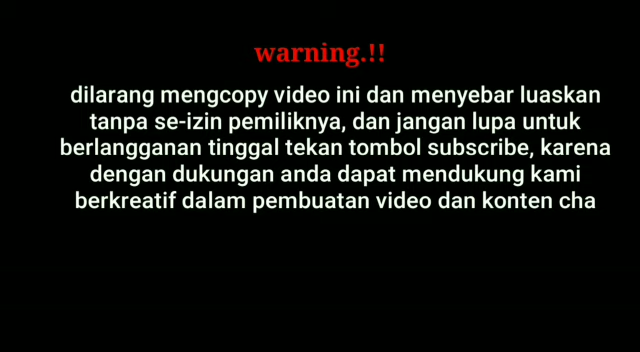 warning.!!
dilarang mengcopy video ini dan menyebar luaskan
tanpa se-izin pemiliknya, dan jangan lupa untuk
berlangganan tinggal tekan tombol subscribe, karena
dengan dukungan anda dapat mendukung kami
berkreatif dalam pembuatan video dan konten cha